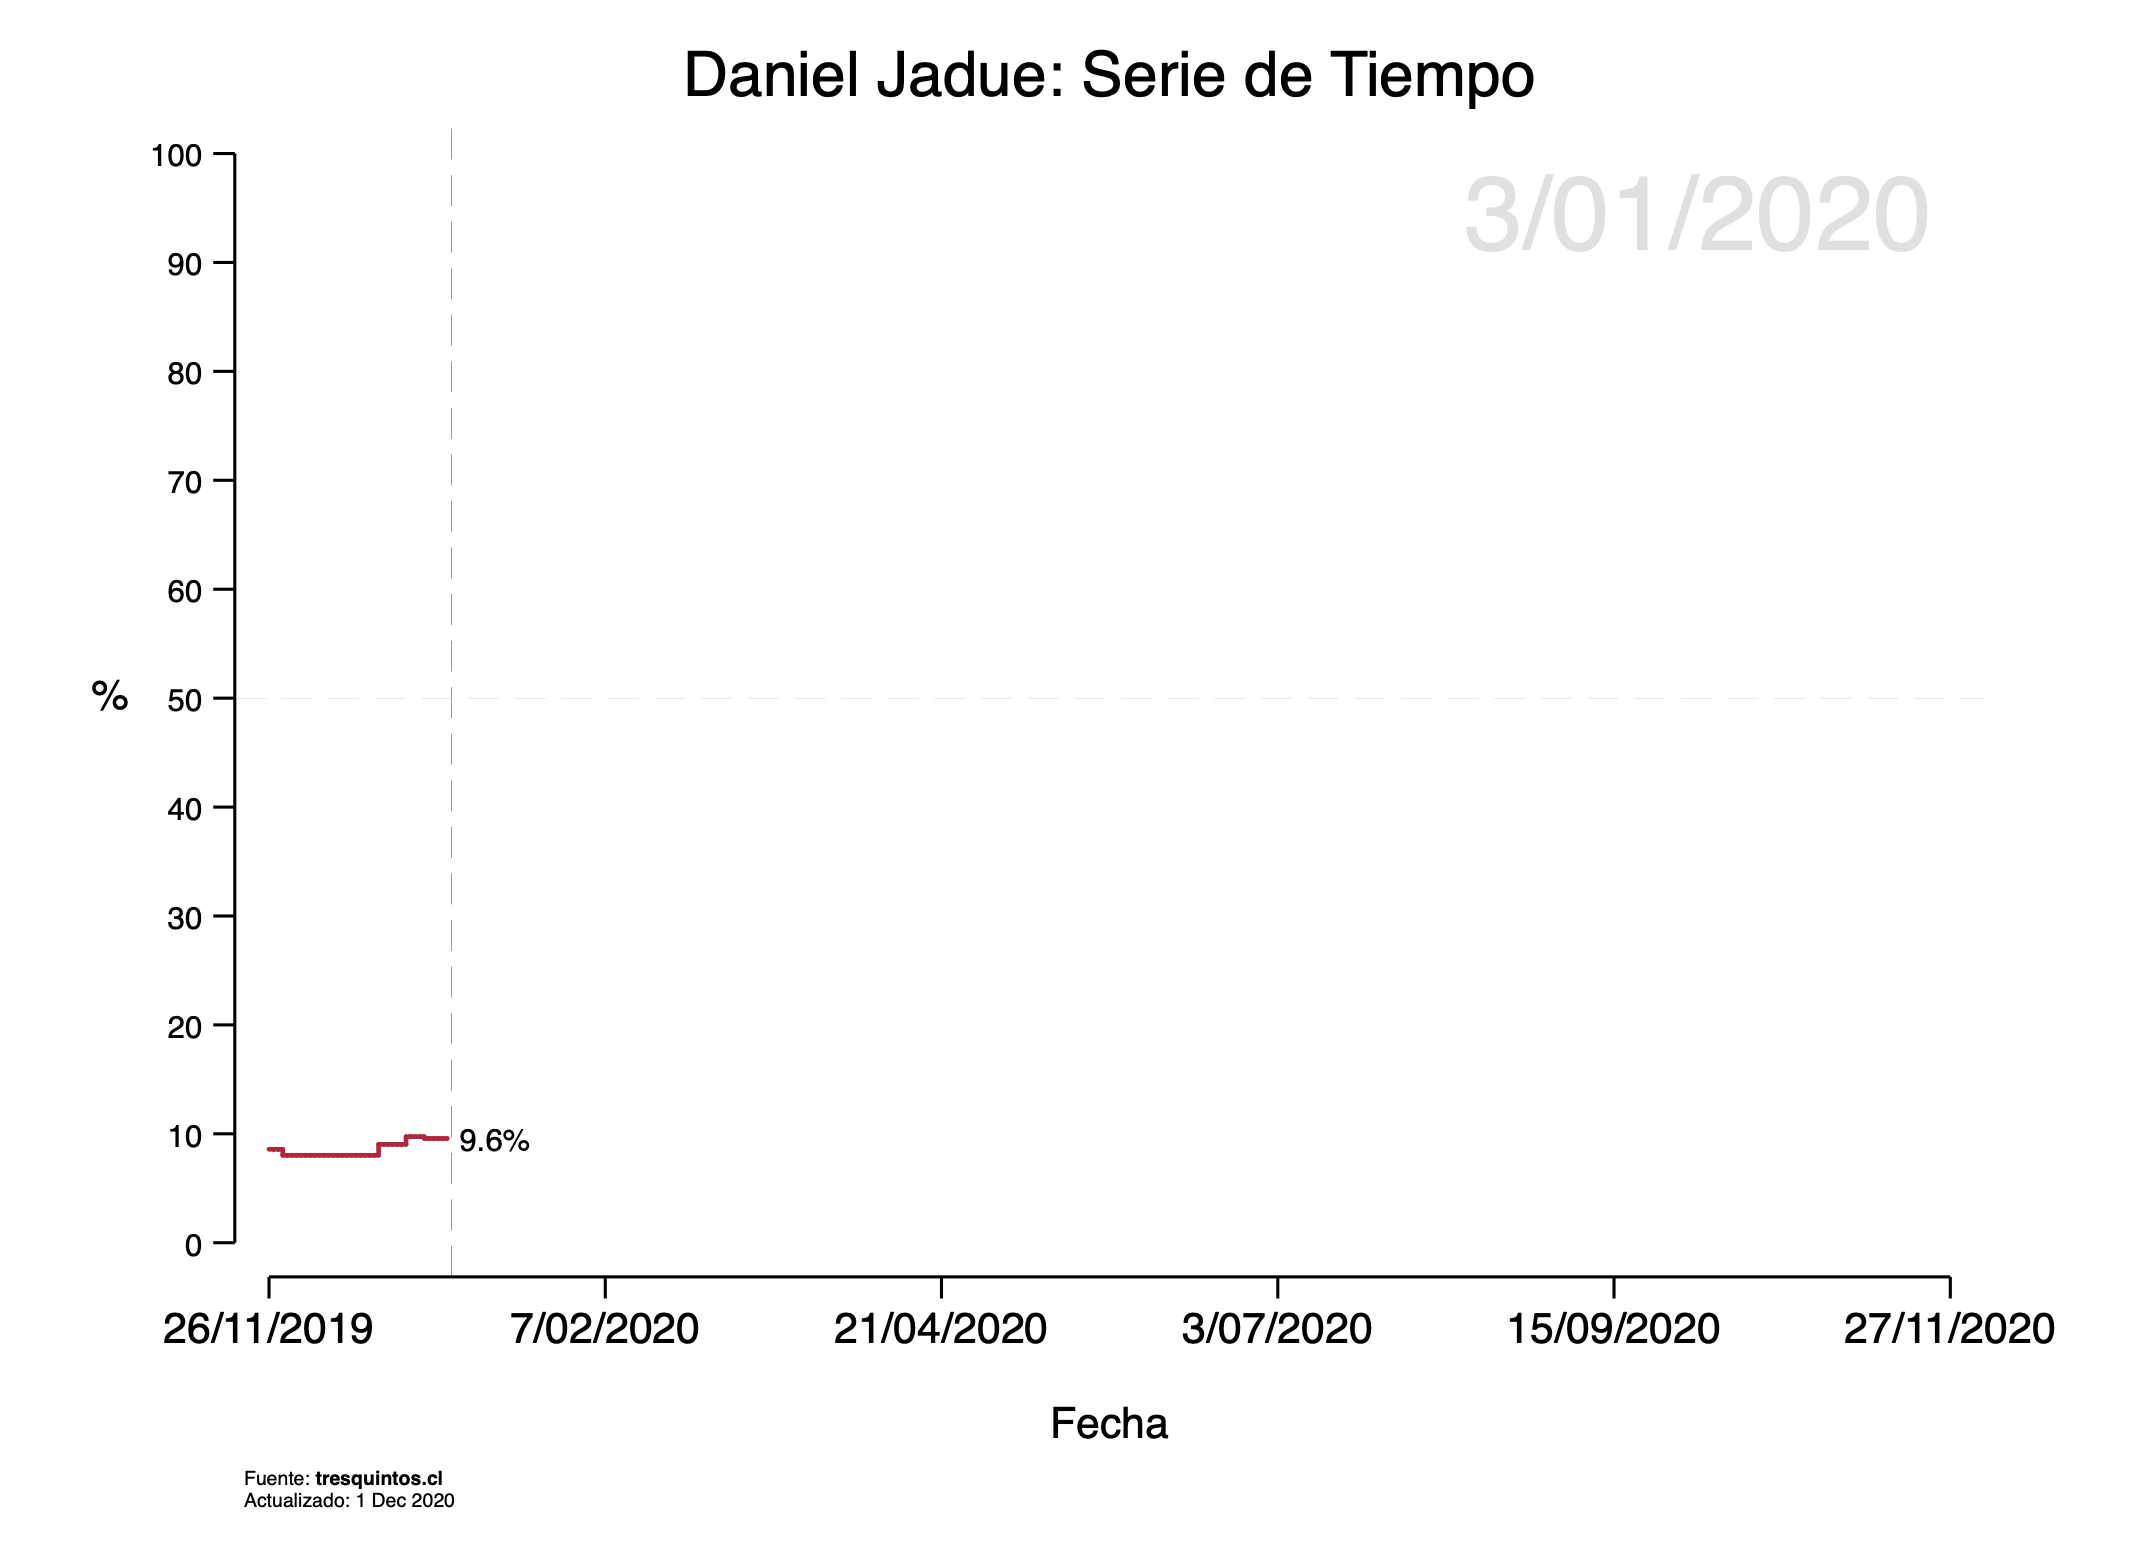 Daniel Jadue: Serie de Tiempo
3/01/2020
100
90
80
70
60
50
40
30
20
10
0
%
9.6%
26/11/2019 7/02/2020 21/04/2020 3/07/2020 15/09/2020 27/11/2020
Fecha
Fuente: tresquintos.cl
Actualizado: 1 Dec 2020